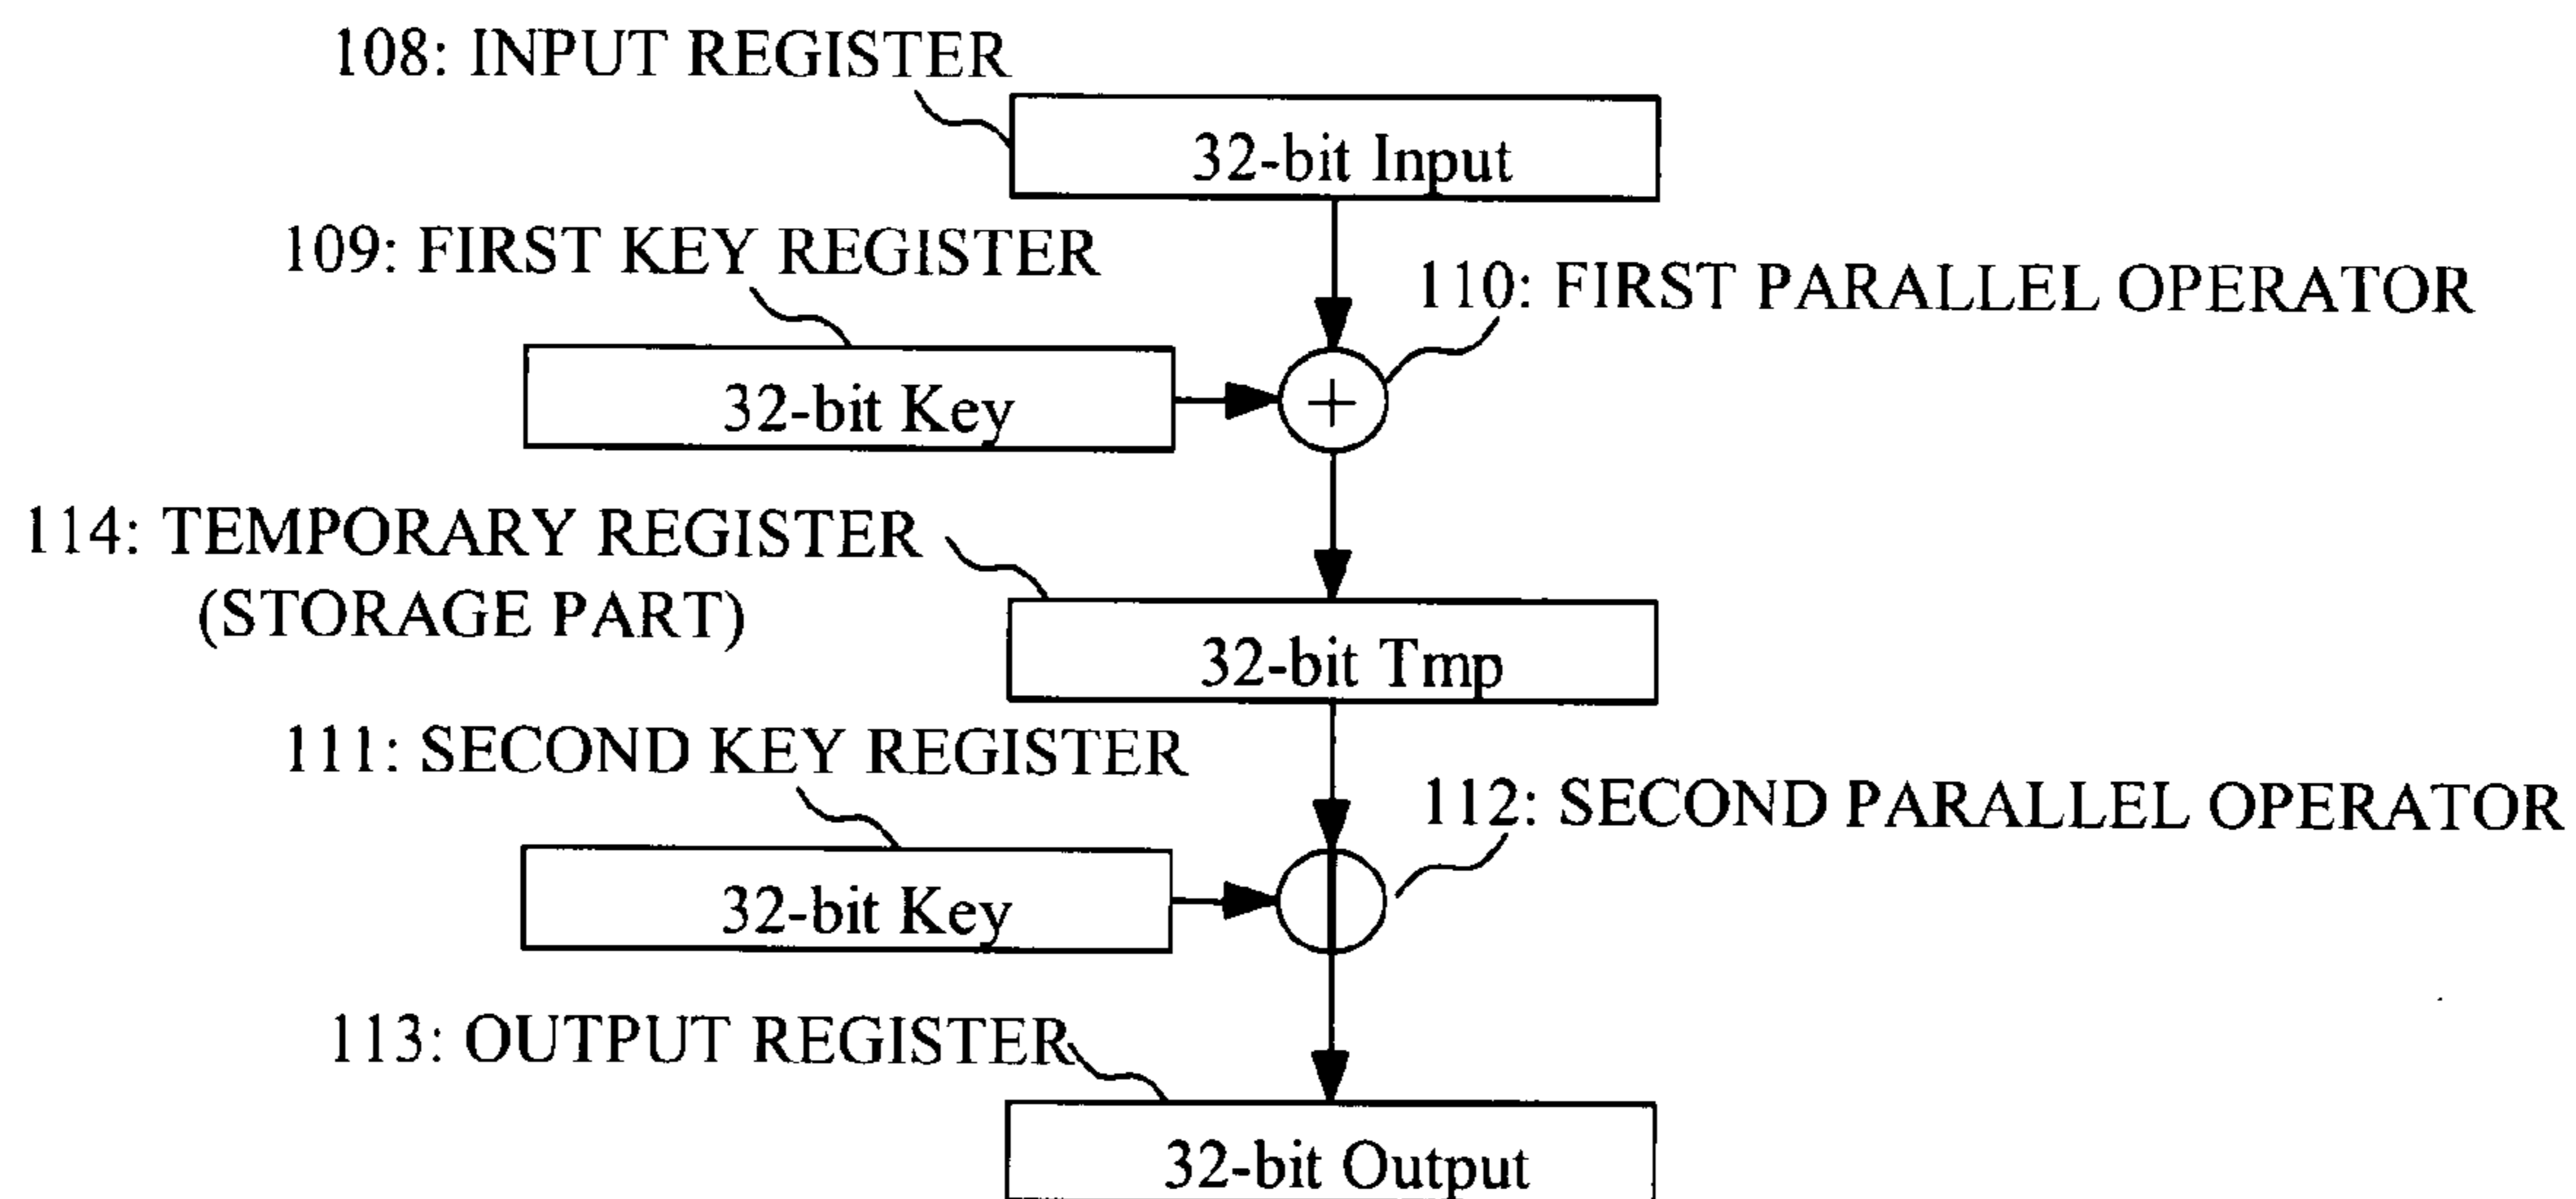 108: INPUT REGISTER
32-bit Input
109: FIRST KEY REGISTER
110: FIRST PARALLEL OPERATOR
32-bit Key
+
114: TEMPORARY REGISTER
(STORAGE PART)
32-bit Tmp
111: SECOND KEY REGISTER
112: SECOND PARALLEL OPERATOR
32-bit Key
113: OUTPUT REGISTER
32-bit Output